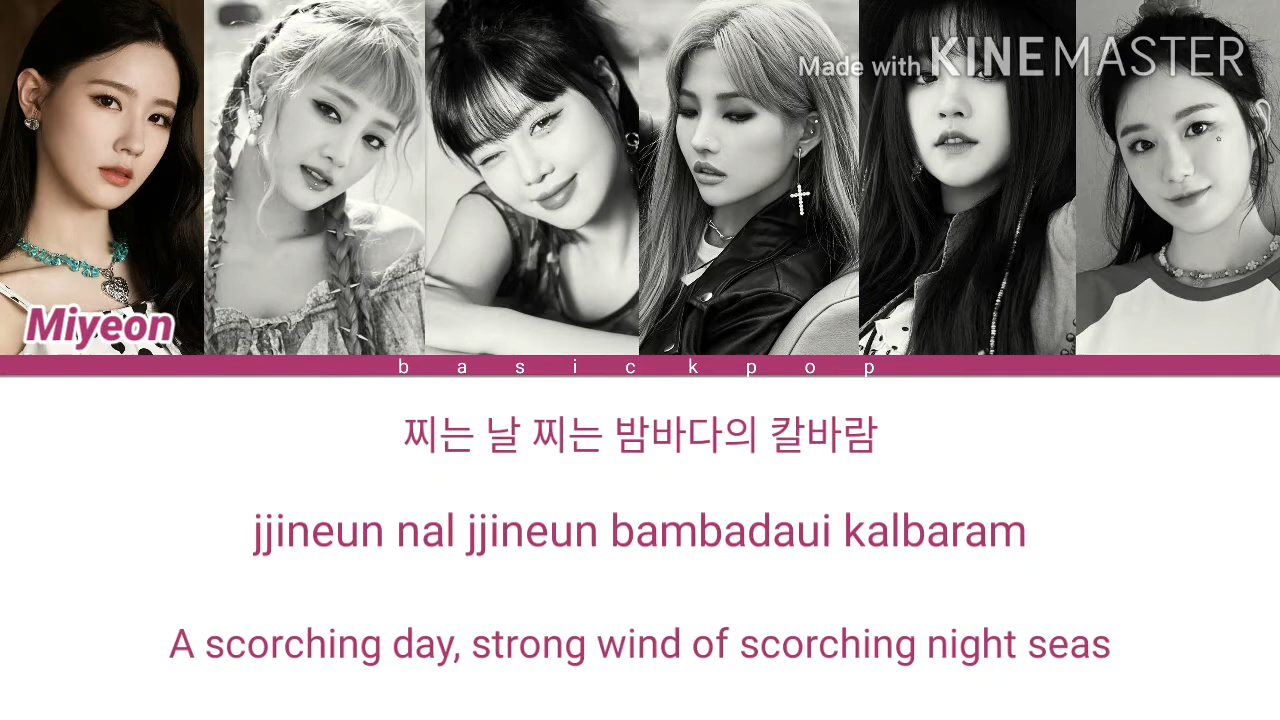 Made with KINEMASTER
Miyeon
basickpop
찌는 날 찌는 밤바다의 칼바람
jjineun nal jjineun bambadaui kalbaram
A scorching day, strong wind of scorching night seas